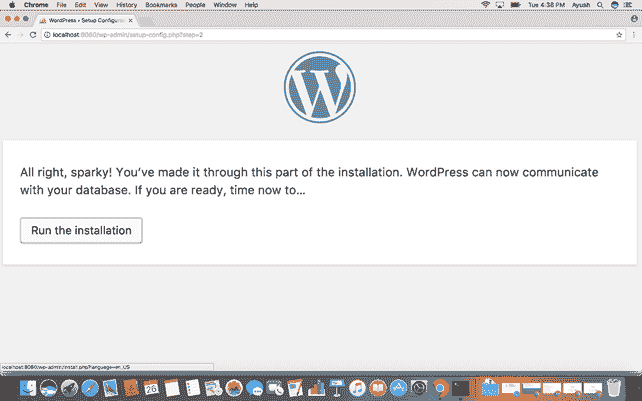 Chrome File Edit View History Bookmarks People Window Help Tue 4:38 PM Ayush
WordPress › Setup Configura
Ayush
localhost:8080/wp-admin/setup-config.php?step=2
All right, sparky! You've made it through this part of the installation. WordPress can now communicate
with your database. If you are ready, time now to…
Run the installation
localhost:8080/wp-admin/install.php?language=en_US
26